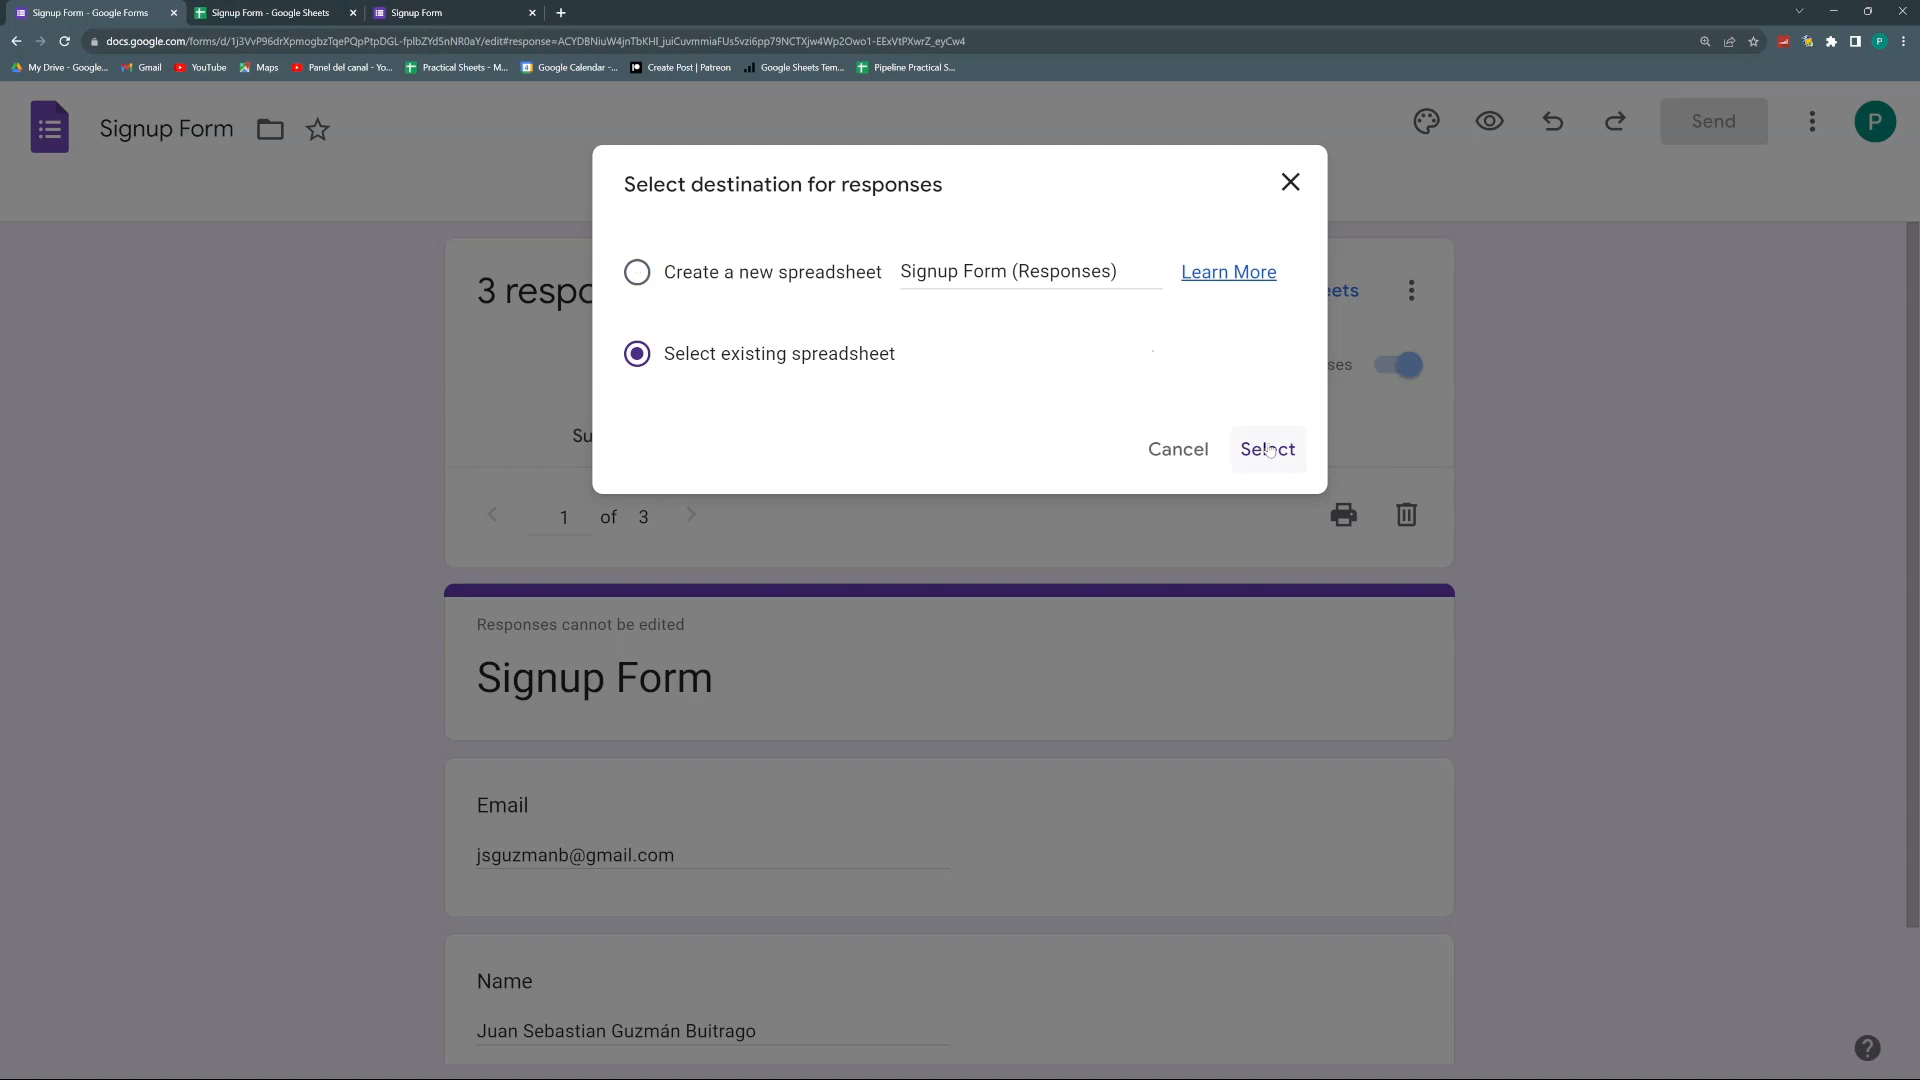 Signup Form - Google Forms
Signup Form - Google Sheets
Signup Form
docs.google.com/forms/d/1j3VvP96drXpmogbzTqePQpPtpDGL-fplbZYd5nNR0aY/edit#response=ACYDBNiuW4jnTbKHl_juiCuvmmiaFUs5vzi6pp79NCTXjw4Wp2Owo1-EExVtPXwrZ_eyCw4
P
My Drive - Google...
Gmail
YouTube
Maps
Panel del canal - Yo...
Practical Sheets - M...
Google Calendar -...
Create Post | Patreon
Google Sheets Tem...
Pipeline Practical S...
Signup Form
Send
P
Select destination for responses
Create a new spreadsheet Signup Form (Responses) Learn More
3 respo
eets
Select existing spreadsheet
ses
Su
Cancel Select
1 of 3
Responses cannot be edited
Signup Form
Email
jsguzmanb@gmail.com
Name
Juan Sebastian Guzmán Buitrago